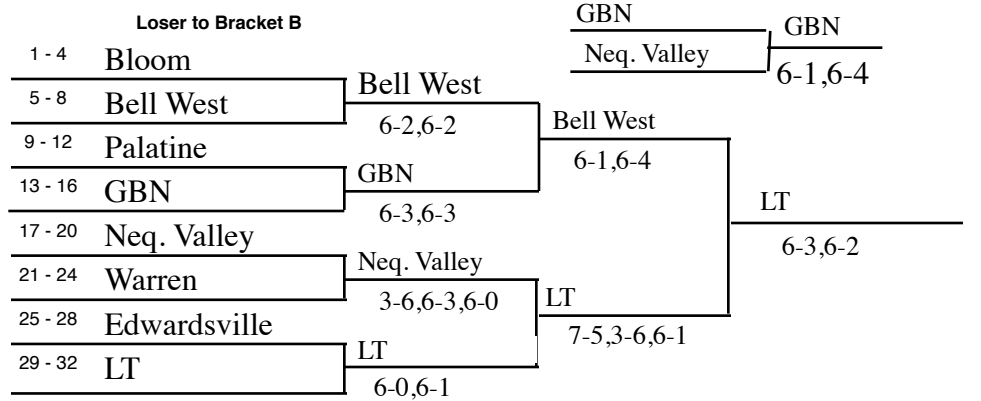 Loser to Bracket B
GBN
Neq. Valley
GBN
6-1,6-4
1 - 4 Bloom
5 - 8 Bell West
9 - 12 Palatine
13 - 16 GBN
17 - 20 Neq. Valley
21 - 24 Warren
25 - 28 Edwardsville
29 - 32 LT
Bell West
6-2,6-2
GBN
6-3,6-3
Neq. Valley
3-6,6-3,6-0
LT
6-0,6-1
Bell West
6-1,6-4
LT
7-5,3-6,6-1
LT
6-3,6-2